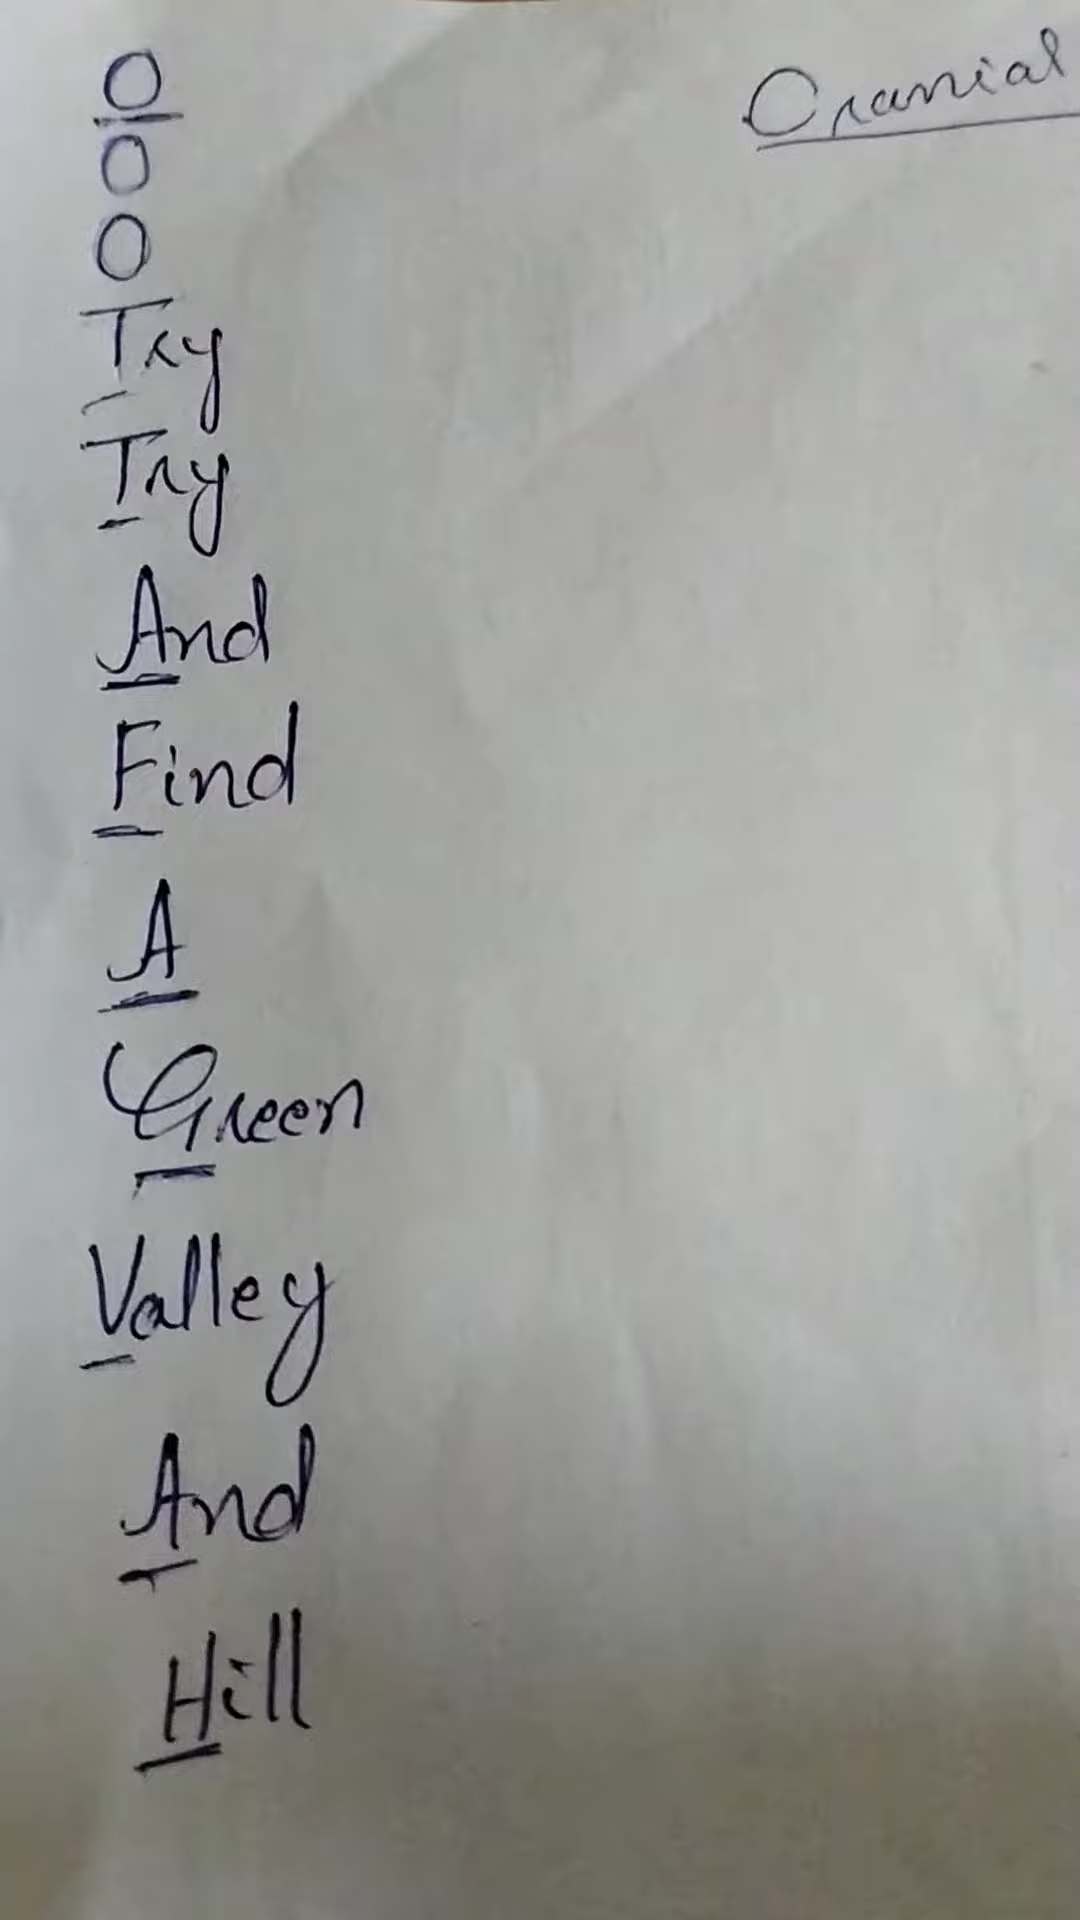 Cranial
O
O
O
Try
Try
And
Find
A
Green
Valley
And
Hill